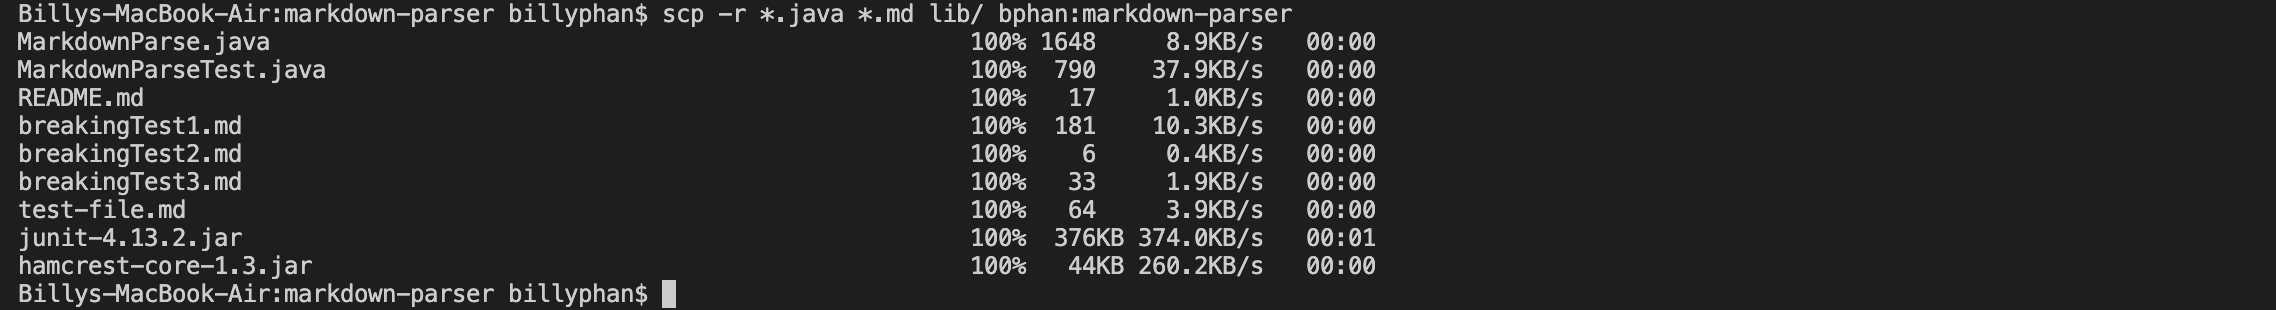 Billys-MacBook-Air:markdown-parser billyphan$ scp -r *.java *.md lib/ bphan:markdown-parser
MarkdownParse.java 100% 1648 8.9KB/s 00:00
MarkdownParseTest.java 100% 790 37.9KB/s 00:00
README.md 100% 17 1.0KB/s 00:00
breakingTest1.md 100% 181 10.3KB/s 00:00
breakingTest2.md 100% 6 0.4KB/s 00:00
breakingTest3.md 100% 33 1.9KB/s 00:00
test-file.md 100% 64 3.9KB/s 00:00
junit-4.13.2.jar 100% 376KB 374.0KB/s 00:01
hamcrest-core-1.3.jar 100% 44KB 260.2KB/s 00:00
Billys-MacBook-Air:markdown-parser billyphan$